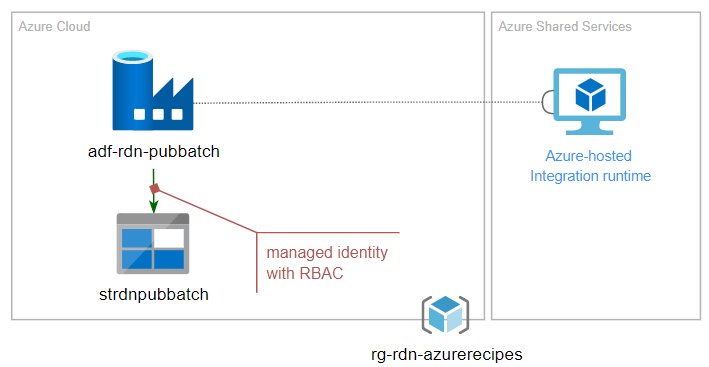 Azure Cloud
Azure Shared Services
adf-rdn-pubbatch
Azure-hosted
Integration runtime
managed identity
with RBAC
strdnpubbatch
rg-rdn-azurerecipes